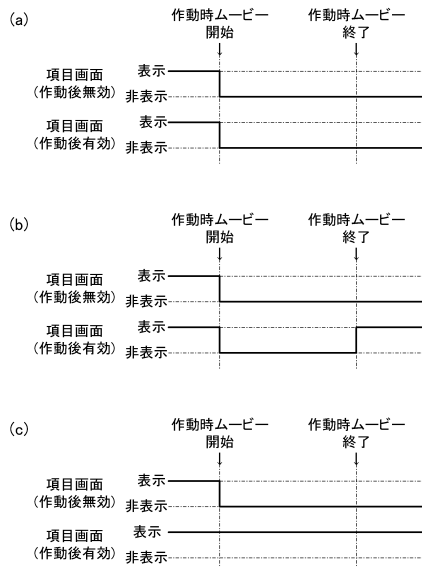 (a)
作動時ムービー 作動時ムービー
開始 終了
↓ ↓
項目画面 表示
(作動後無効) 非表示
項目画面 表示
(作動後有効) 非表示
(b)
作動時ムービー 作動時ムービー
開始 終了
↓ ↓
項目画面 表示
(作動後無効) 非表示
項目画面 表示
(作動後有効) 非表示
(c)
作動時ムービー 作動時ムービー
開始 終了
↓ ↓
項目画面 表示
(作動後無効) 非表示
項目画面 表示
(作動後有効) 非表示